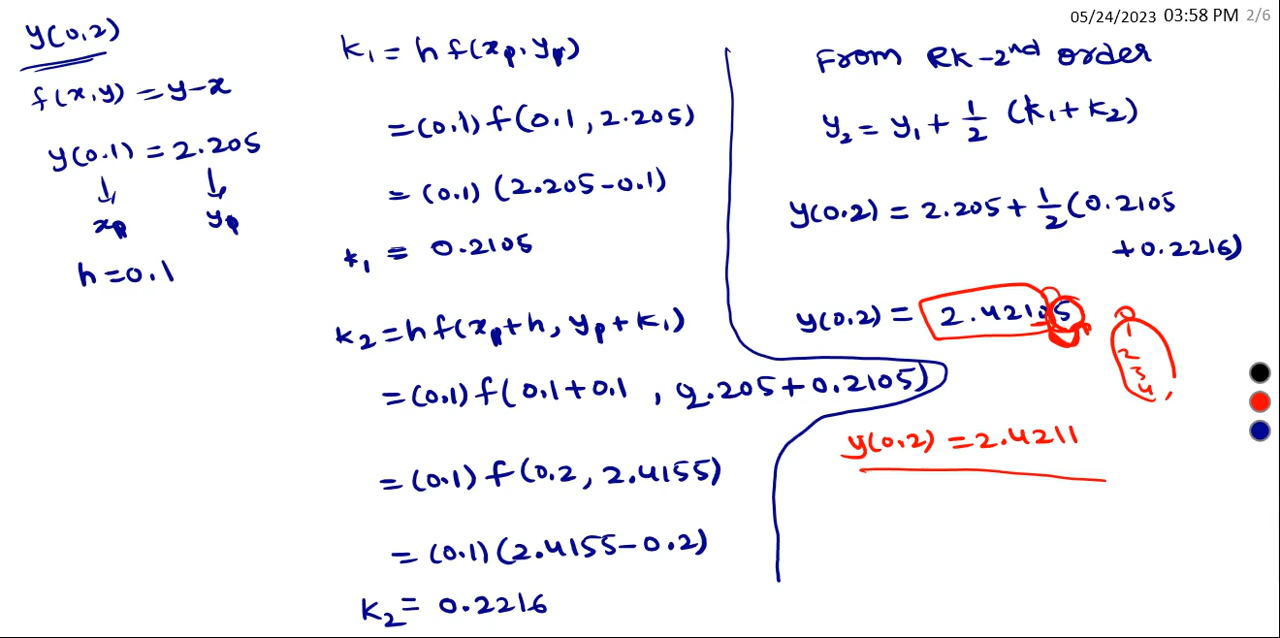 05/24/2023 03:58 PM 2/6
y(0.2)
f(x,y) = y-x
y(0.1) = 2.205
↓ ↓
xp yp
h=0.1
k₁ = h f(xp, yp)
=(0.1) f(0.1, 2.205)
= (0.1) (2.205-0.1)
k₁ = 0.2105
k₂ = h f(xp+h, yp+k₁)
= (0.1) f(0.1+0.1, 2.205+0.2105)
= (0.1) f(0.2, 2.4155)
= (0.1) (2.4155-0.2)
k₂ = 0.2216
From RK-2nd order
y₂ = y₁ + 1/2 (k₁+k₂)
y(0.2) = 2.205 + 1/2 (0.2105
+0.2216)
y(0.2) = 2.42105
0
1
2
3
4,
y(0.2) = 2.4211